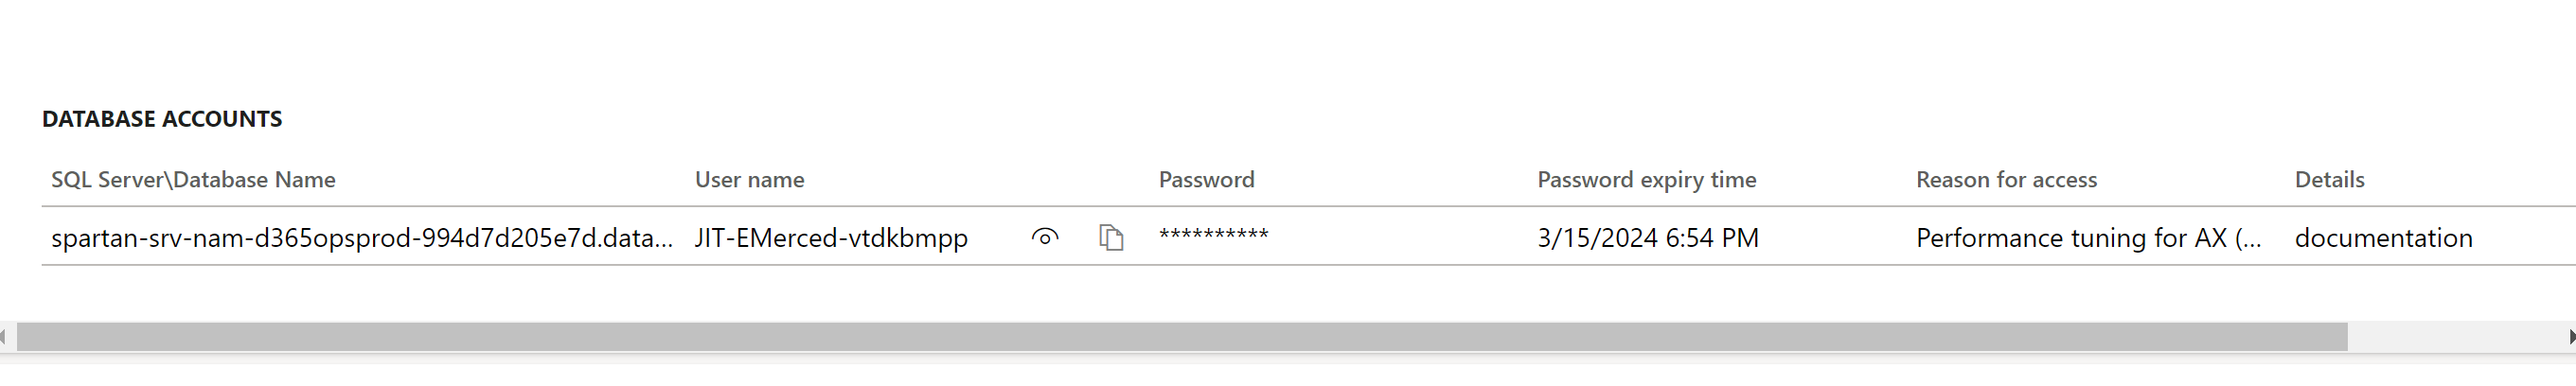 DATABASE ACCOUNTS
SQL Server\Database Name User name Password Password expiry time Reason for access Details
spartan-srv-nam-d365opsprod-994d7d205e7d.data... JIT-EMerced-vtdkbmpp ********** 3/15/2024 6:54 PM Performance tuning for AX (... documentation